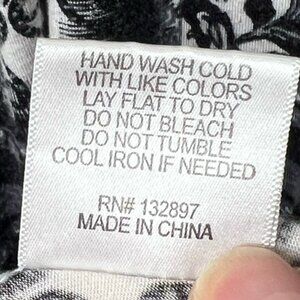 HAND WASH COLD
WITH LIKE COLORS
LAY FLAT TO DRY
DO NOT BLEACH
DO NOT TUMBLE
COOL IRON IF NEEDED
RN# 132897
MADE IN CHINA